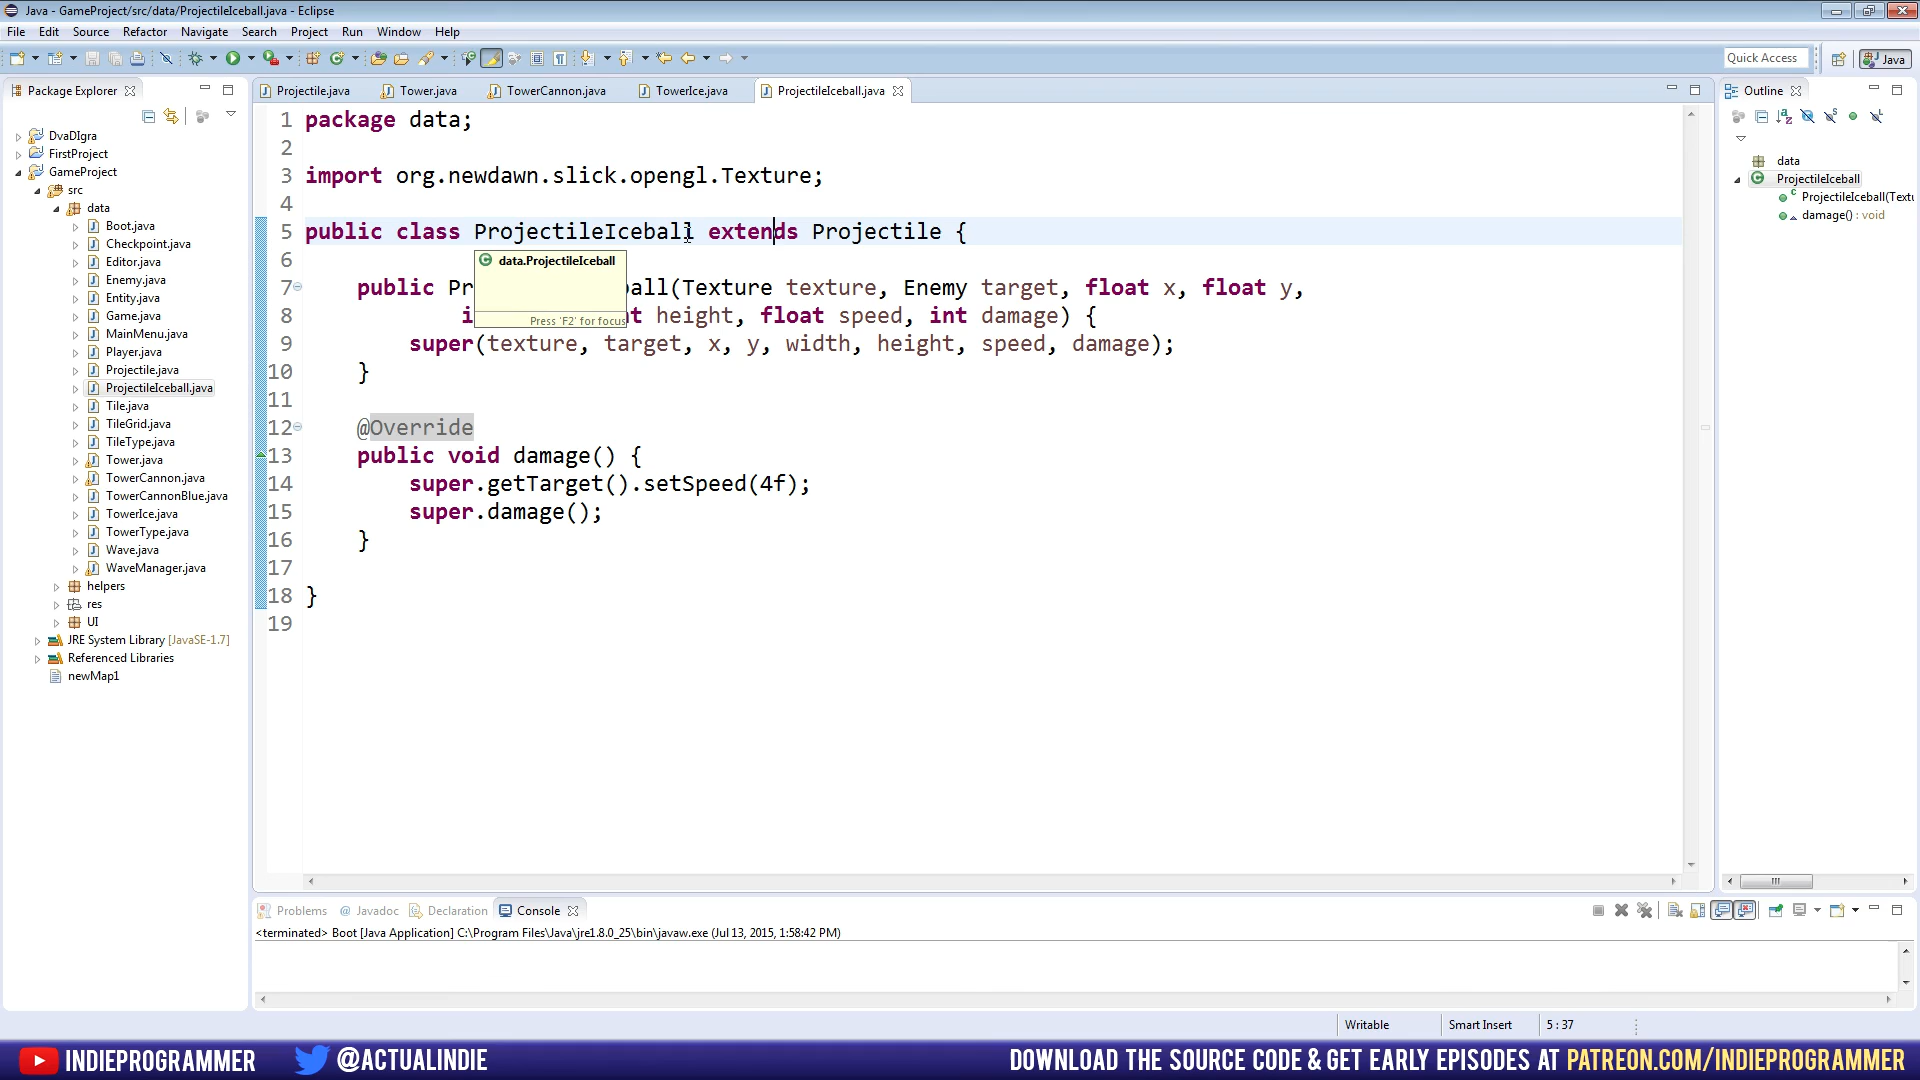 Java - GameProject/src/data/ProjectileIceball.java - Eclipse
File Edit Source Refactor Navigate Search Project Run Window Help
Quick Access
Java
Package Explorer
DvaDIgra
FirstProject
GameProject
src
data
Boot.java
Checkpoint.java
Editor.java
Enemy.java
Entity.java
Game.java
MainMenu.java
Player.java
Projectile.java
ProjectileIceball.java
Tile.java
TileGrid.java
TileType.java
Tower.java
TowerCannon.java
TowerCannonBlue.java
TowerIce.java
TowerType.java
Wave.java
WaveManager.java
helpers
res
UI
JRE System Library [JavaSE-1.7]
Referenced Libraries
newMap1
Projectile.java Tower.java TowerCannon.java TowerIce.java ProjectileIceball.java
1 package data;
2
3 import org.newdawn.slick.opengl.Texture;
4
5 public class ProjectileIceball extends Projectile {
6
data.ProjectileIceball
7 public Pr all(Texture texture, Enemy target, float x, float y,
8 i t height, float speed, int damage) {
Press 'F2' for focus
9 super(texture, target, x, y, width, height, speed, damage);
10 }
11
12 @Override
13 public void damage() {
14 super.getTarget().setSpeed(4f);
15 super.damage();
16 }
17
18 }
19
Outline
data
ProjectileIceball
ProjectileIceball(Textu
damage() : void
Problems @ Javadoc Declaration Console
<terminated> Boot [Java Application] C:\Program Files\Java\jre1.8.0_25\bin\javaw.exe (Jul 13, 2015, 1:58:42 PM)
Writable Smart Insert 5 : 37
INDIEPROGRAMMER @ACTUALINDIE DOWNLOAD THE SOURCE CODE & GET EARLY EPISODES AT PATREON.COM/INDIEPROGRAMMER